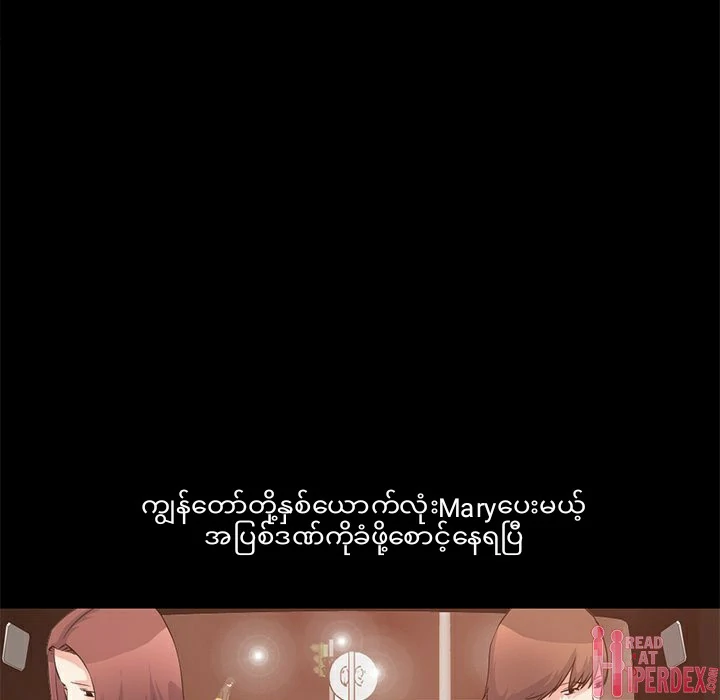 ကျွန်တော်တို့နှစ်ယောက်လုံးMaryပေးမယ့်
အပြစ်ဒဏ်ကိုခံဖို့စောင့်နေရပြီ
READ
AT
HIPERDEX.COM